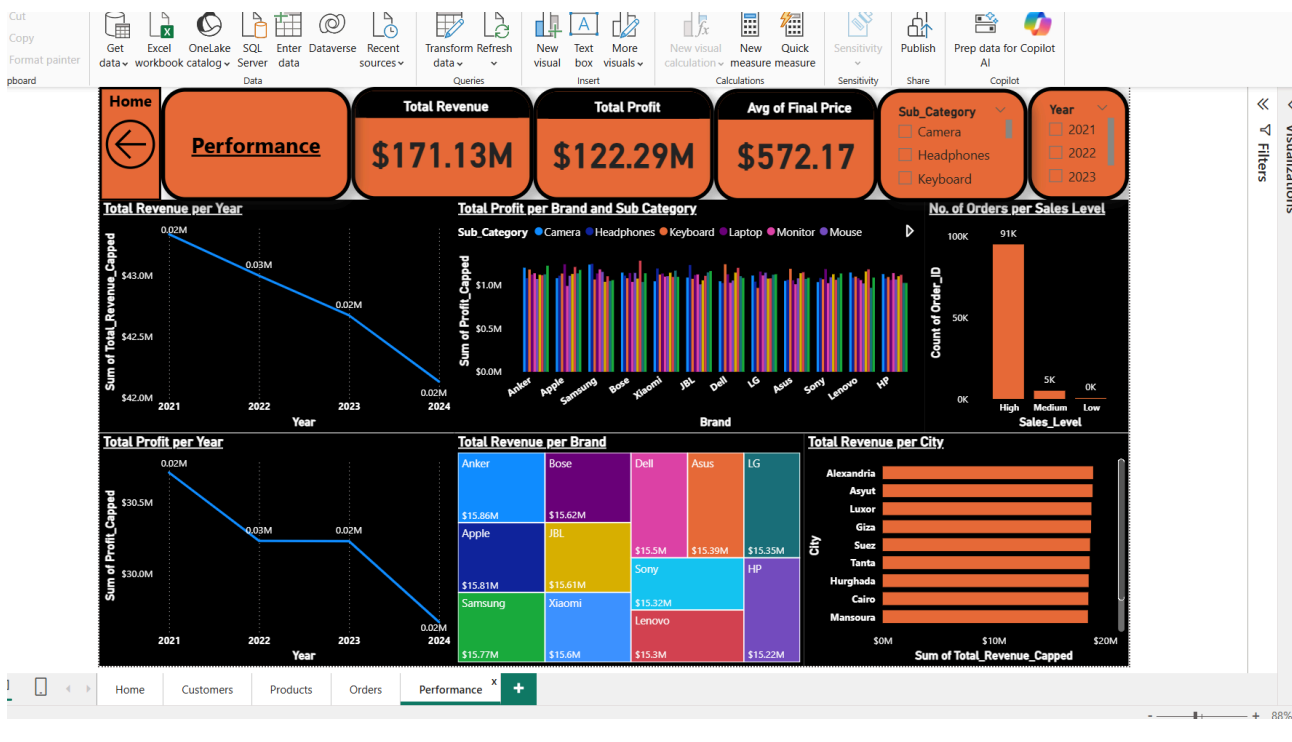 Cut
Copy
Format painter
pboard
Get data
Excel workbook
OneLake catalog
SQL Server
Enter data
Dataverse
Recent sources
Data
Transform data
Refresh
Queries
New visual
Text box
More visuals
Insert
New visual calculation
New measure
Quick measure
Calculations
Sensitivity
Sensitivity
Publish
Share
Prep data for AI
Copilot
Copilot
Home
Performance
Total Revenue
$171.13M
Total Profit
$122.29M
Avg of Final Price
$572.17
Sub_Category
Camera
Headphones
Keyboard
Year
2021
2022
2023
Filters
Visualizations
Total Revenue per Year
Sum of Total_Revenue_Capped
$43.0M
$42.5M
$42.0M
0.02M
0.03M
0.02M
0.02M
2021 2022 2023 2024
Year
Total Profit per Brand and Sub Category
Sub_Category Camera Headphones Keyboard Laptop Monitor Mouse
Sum of Profit_Capped
$1.0M
$0.5M
$0.0M
Anker Apple Samsung Bose Xiaomi JBL Dell LG Asus Sony Lenovo HP
Brand
No. of Orders per Sales Level
Count of Order_ID
100K
50K
0K
91K
5K
0K
High Medium Low
Sales_Level
Total Profit per Year
Sum of Profit_Capped
$30.5M
$30.0M
0.02M
0.03M
0.02M
0.02M
2021 2022 2023 2024
Year
Total Revenue per Brand
Anker
$15.86M
Apple
$15.81M
Samsung
$15.77M
Bose
$15.62M
JBL
$15.61M
Xiaomi
$15.6M
Dell
$15.5M
Asus
$15.39M
LG
$15.35M
Sony
$15.32M
Lenovo
$15.3M
HP
$15.22M
Total Revenue per City
City
Alexandria
Asyut
Luxor
Giza
Suez
Tanta
Hurghada
Cairo
Mansoura
$0M $10M $20M
Sum of Total_Revenue_Capped
Home Customers Products Orders Performance x +
- + 88%